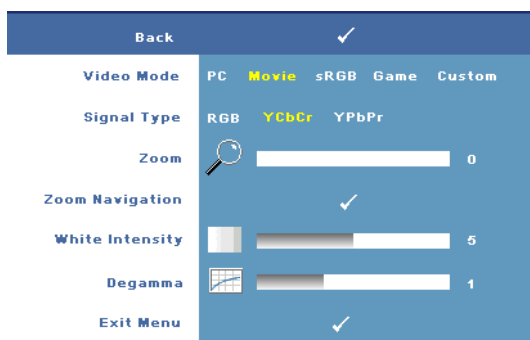 Back
Video Mode PC Movie sRGB Game Custom
Signal Type RGB YCbCr YPbPr
Zoom 0
Zoom Navigation
White Intensity 5
Degamma 1
Exit Menu